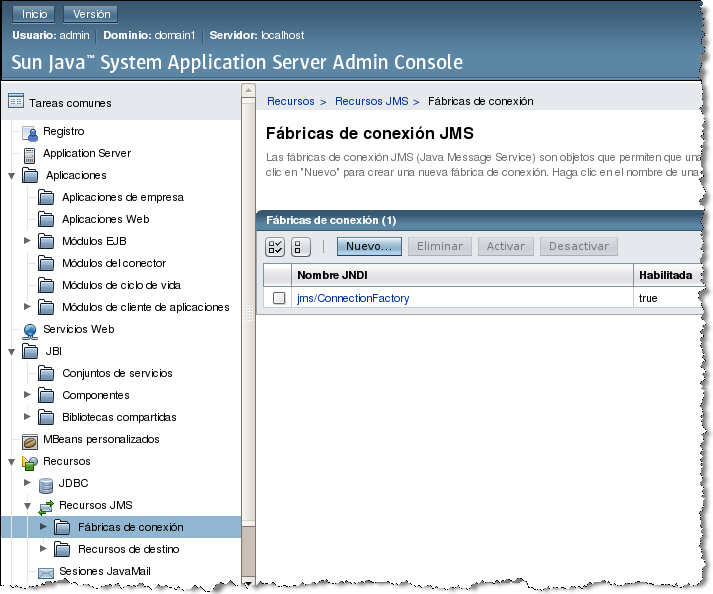 Inicio Versión
Usuario: admin Dominio: domain1 Servidor: localhost
Sun Java™ System Application Server Admin Console
Tareas comunes
Registro
Application Server
Aplicaciones
Aplicaciones de empresa
Aplicaciones Web
Módulos EJB
Módulos del conector
Módulos de ciclo de vida
Módulos de cliente de aplicaciones
Servicios Web
JBI
Conjuntos de servicios
Componentes
Bibliotecas compartidas
MBeans personalizados
Recursos
JDBC
Recursos JMS
Fábricas de conexión
Recursos de destino
Sesiones JavaMail
Recursos > Recursos JMS > Fábricas de conexión
Fábricas de conexión JMS
Las fábricas de conexión JMS (Java Message Service) son objetos que permiten que una
clic en "Nuevo" para crear una nueva fábrica de conexión. Haga clic en el nombre de una
Fábricas de conexión (1)
Nuevo... Eliminar Activar Desactivar
Nombre JNDI Habilitada
jms/ConnectionFactory true